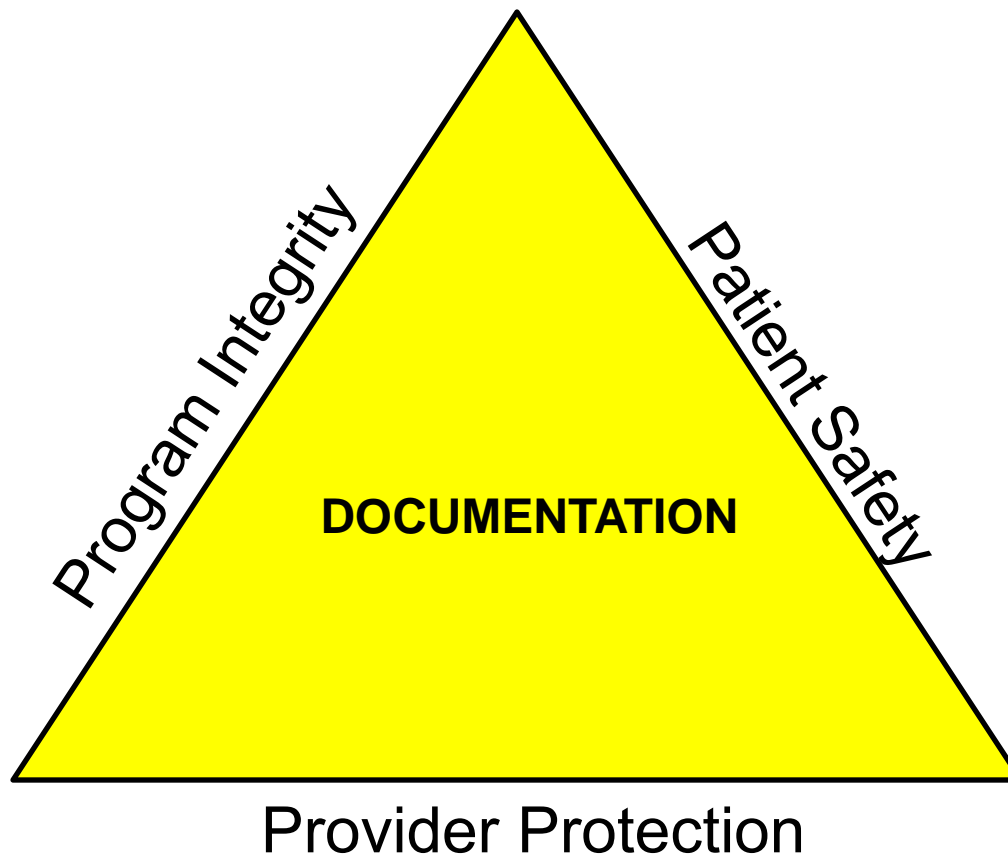 Program Integrity
Patient Safety
DOCUMENTATION
Provider Protection